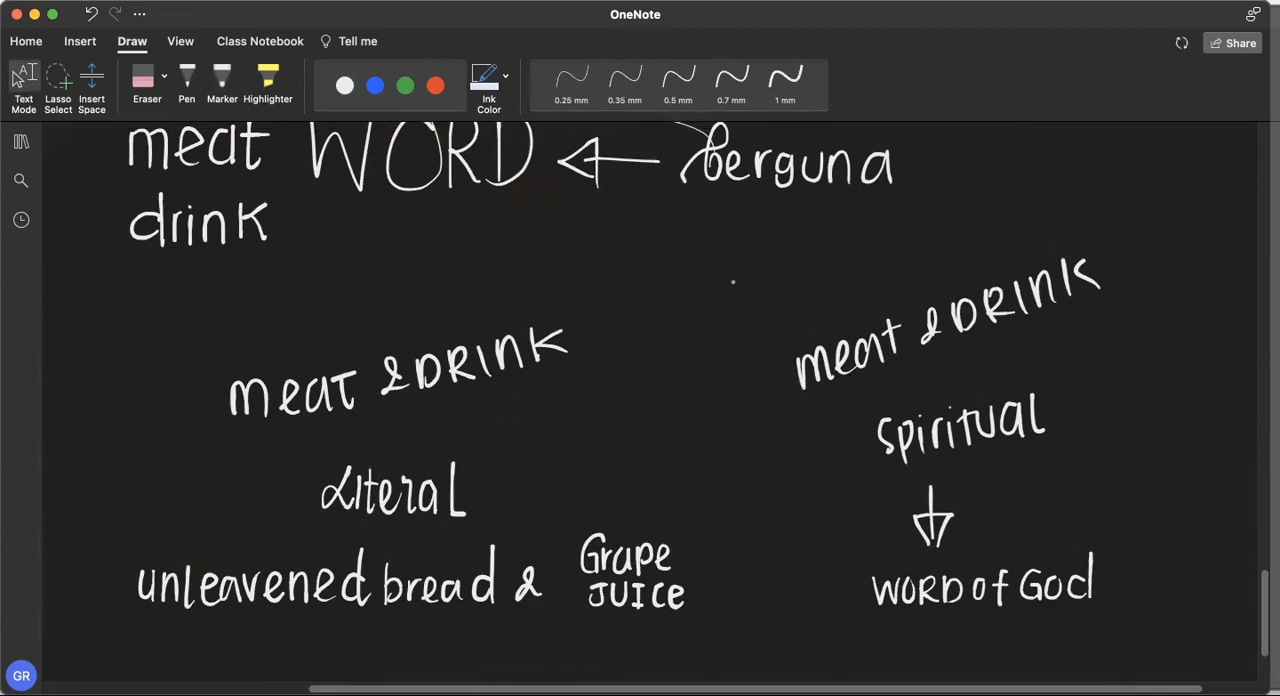 OneNote
Home Insert Draw View Class Notebook Tell me
Share
Text Mode
Lasso Select
Insert Space
Eraser
Pen
Marker
Highlighter
Ink Color
0.25 mm 0.35 mm 0.5 mm 0.7 mm 1 mm
meat WORD berguna
drink
meat & DRINK
meat & DRINK
Literal
spiritual
unleavened bread &
Grape
JUICE
WORD of God
GR